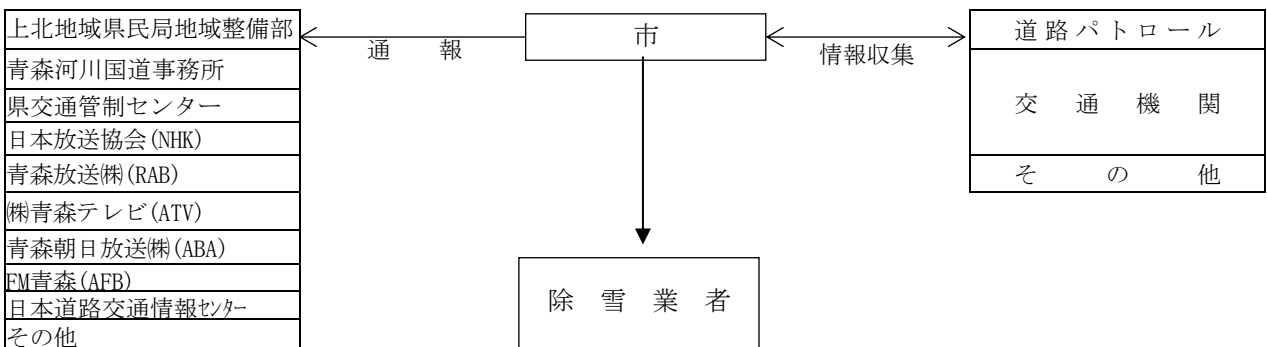 上北地域県民局地域整備部
青森河川国道事務所
県交通管制センター
日本放送協会(NHK)
青森放送㈱(RAB)
㈱青森テレビ(ATV)
青森朝日放送㈱(ABA)
FM青森(AFB)
日本道路交通情報ｾﾝﾀｰ
その他
通 報
市
情報収集
道路パトロール
交通機関
その他
除雪業者